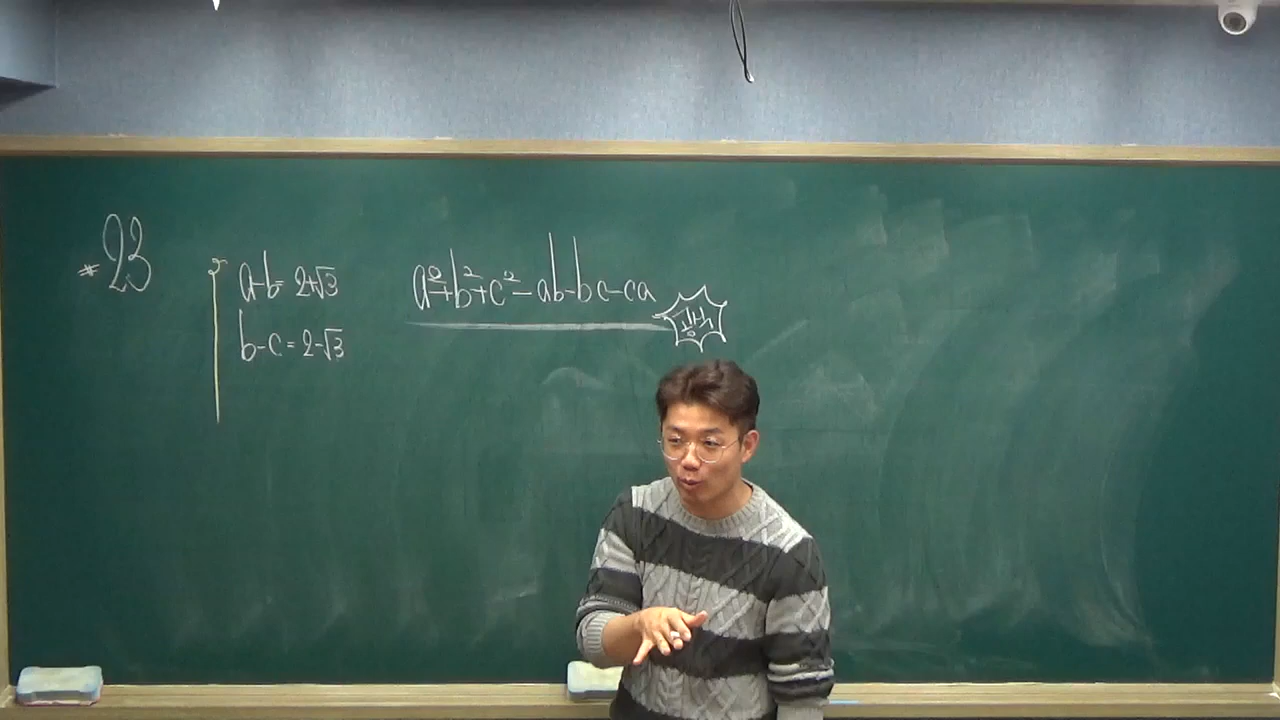 * 23
a-b= 2+√3
b-c = 2-√3
a²+b²+c²-ab-bc-ca